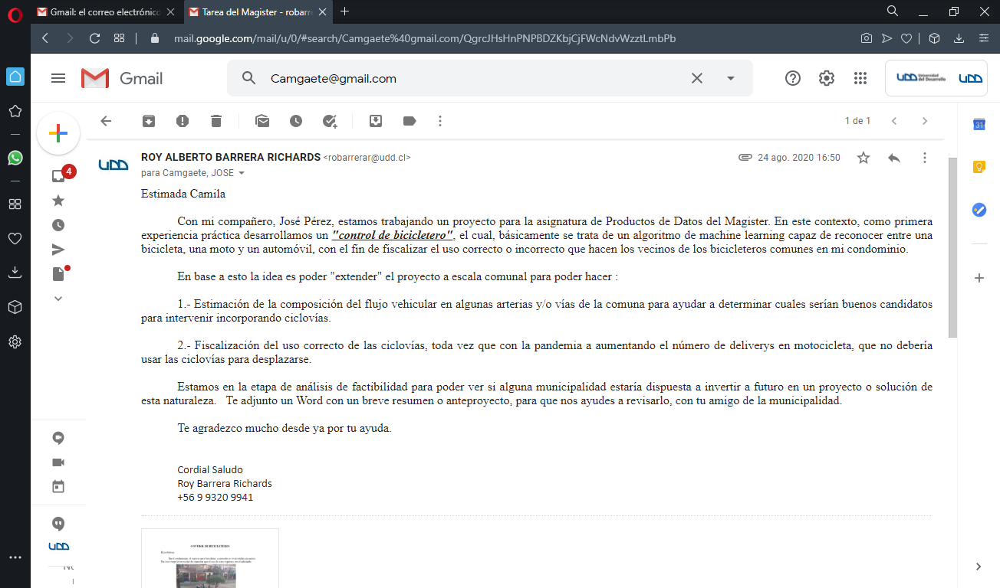 Gmail: el correo electrónico
Tarea del Magister - robarre
mail.google.com/mail/u/0/#search/Camgaete%40gmail.com/QgrcJHsHnPNPBDZKbjCjFWcNdvWzztLmbPb
Gmail
Camgaete@gmail.com
UDD Universidad del Desarrollo
UDD
1 de 1
31
4
UDD
ROY ALBERTO BARRERA RICHARDS <robarrerar@udd.cl>
24 ago. 2020 16:50
para Camgaete, JOSE
Estimada Camila
Con mi compañero, José Pérez, estamos trabajando un proyecto para la asignatura de Productos de Datos del Magister. En este contexto, como primera
experiencia práctica desarrollamos un "control de bicicletero", el cual, básicamente se trata de un algoritmo de machine learning capaz de reconocer entre una
bicicleta, una moto y un automóvil, con el fin de fiscalizar el uso correcto o incorrecto que hacen los vecinos de los bicicleteros comunes en mi condominio.
En base a esto la idea es poder "extender" el proyecto a escala comunal para poder hacer :
1.- Estimación de la composición del flujo vehicular en algunas arterias y/o vías de la comuna para ayudar a determinar cuales serían buenos candidatos
para intervenir incorporando ciclovías.
2.- Fiscalización del uso correcto de las ciclovías, toda vez que con la pandemia a aumentando el número de deliverys en motocicleta, que no debería
usar las ciclovías para desplazarse.
Estamos en la etapa de análisis de factibilidad para poder ver si alguna municipalidad estaría dispuesta a invertir a futuro en un proyecto o solución de
esta naturaleza. Te adjunto un Word con un breve resumen o anteproyecto, para que nos ayudes a revisarlo, con tu amigo de la municipalidad.
Te agradezco mucho desde ya por tu ayuda.
Cordial Saludo
Roy Barrera Richards
+56 9 9320 9941
UDD
CONTROL DE BICICLETEROS